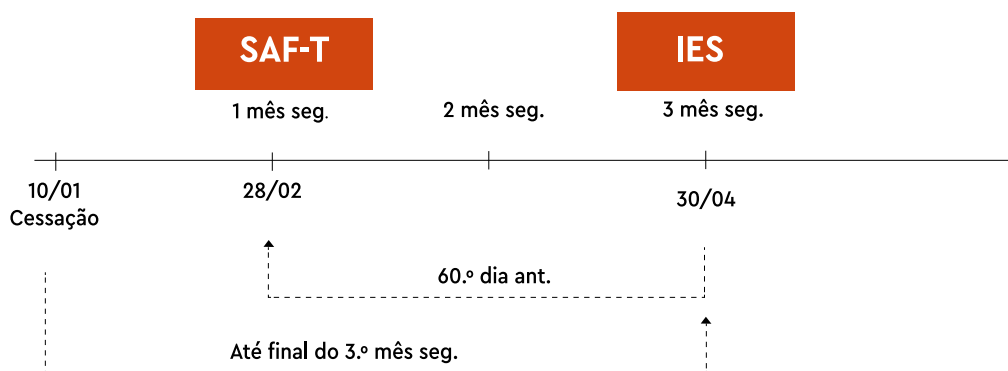 SAF-T
IES
1 mês seg.
2 mês seg.
3 mês seg.
10/01
Cessação
28/02
30/04
60.º dia ant.
Até final do 3.º mês seg.